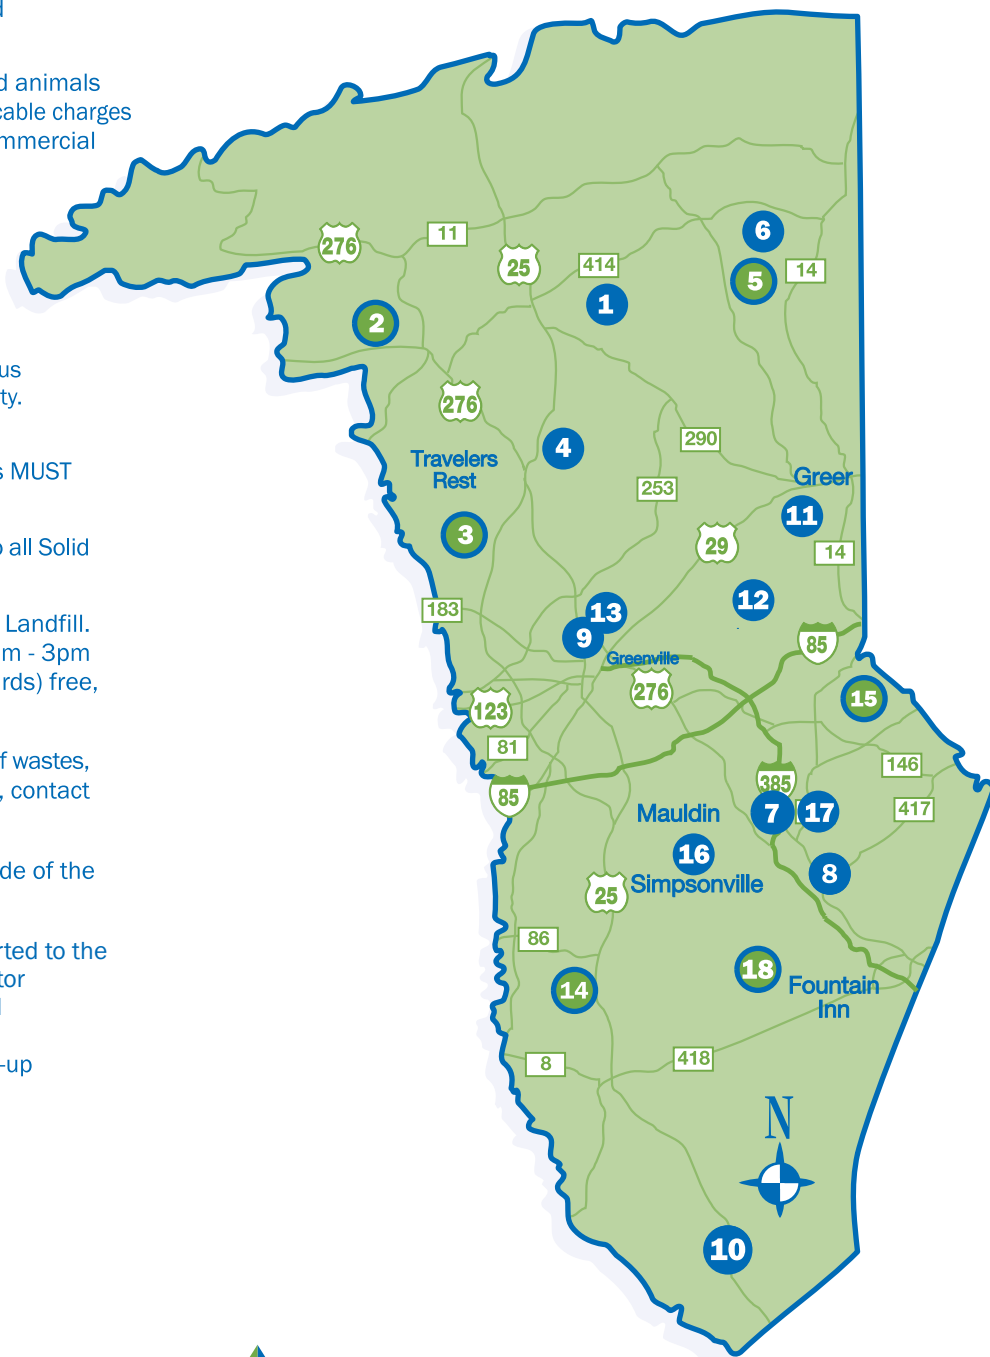 d animals
cable charges
mmercial
us
ty.
s MUST
o all Solid
Landfill.
m - 3pm
rds) free,
f wastes,
, contact
de of the
rted to the
tor
-up
6
11
276
25
414
14
5
1
2
276
4
290
Travelers
Rest
Greer
253
11
3
29
14
12
183
13
9
85
Greenville
276
15
123
81
146
385
85
417
Mauldin
7
17
16
8
Simpsonville
25
86
18
14
Fountain
Inn
8
418
N
10